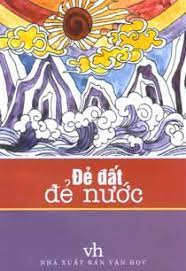 Đẻ đất
đẻ nước
vh
NHÀ XUẤT BẢN VĂN HỌC